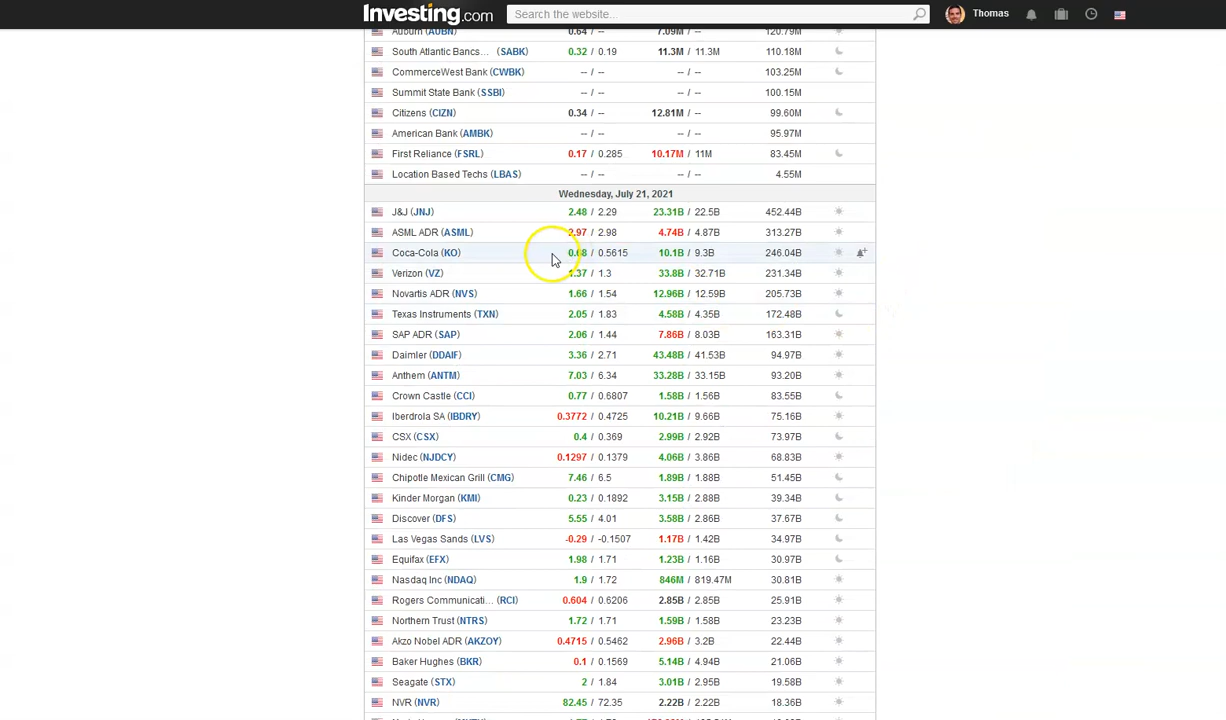 Investing.com Search the website... Thomas
Auburn (AUBN) 0.64 / -- 7.09M / -- 120.79M
South Atlantic Bancs... (SABK) 0.32 / 0.19 11.3M / 11.3M 110.18M
CommerceWest Bank (CWBK) -- / -- -- / -- 103.25M
Summit State Bank (SSBI) -- / -- -- / -- 100.15M
Citizens (CIZN) 0.34 / -- 12.81M / -- 99.60M
American Bank (AMBK) -- / -- -- / -- 95.97M
First Reliance (FSRL) 0.17 / 0.285 10.17M / 11M 83.45M
Location Based Techs (LBAS) -- / -- -- / -- 4.55M
Wednesday, July 21, 2021
J&J (JNJ) 2.48 / 2.29 23.31B / 22.5B 452.44B
ASML ADR (ASML) 2.97 / 2.98 4.74B / 4.87B 313.27B
Coca-Cola (KO) 0.68 / 0.5615 10.1B / 9.3B 246.04B
Verizon (VZ) 1.37 / 1.3 33.8B / 32.71B 231.34B
Novartis ADR (NVS) 1.66 / 1.54 12.96B / 12.59B 205.73B
Texas Instruments (TXN) 2.05 / 1.83 4.58B / 4.35B 172.48B
SAP ADR (SAP) 2.06 / 1.44 7.86B / 8.03B 163.31B
Daimler (DDAIF) 3.36 / 2.71 43.48B / 41.53B 94.97B
Anthem (ANTM) 7.03 / 6.34 33.28B / 33.15B 93.20B
Crown Castle (CCI) 0.77 / 0.6807 1.58B / 1.56B 83.55B
Iberdrola SA (IBDRY) 0.3772 / 0.4725 10.21B / 9.66B 75.16B
CSX (CSX) 0.4 / 0.369 2.99B / 2.92B 73.97B
Nidec (NJDCY) 0.1297 / 0.1379 4.06B / 3.86B 68.83B
Chipotle Mexican Grill (CMG) 7.46 / 6.5 1.89B / 1.88B 51.45B
Kinder Morgan (KMI) 0.23 / 0.1892 3.15B / 2.88B 39.34B
Discover (DFS) 5.55 / 4.01 3.58B / 2.86B 37.67B
Las Vegas Sands (LVS) -0.29 / -0.1507 1.17B / 1.42B 34.97B
Equifax (EFX) 1.98 / 1.71 1.23B / 1.16B 30.97B
Nasdaq Inc (NDAQ) 1.9 / 1.72 846M / 819.47M 30.81B
Rogers Communicati... (RCI) 0.604 / 0.6206 2.85B / 2.85B 25.91B
Northern Trust (NTRS) 1.72 / 1.71 1.59B / 1.58B 23.23B
Akzo Nobel ADR (AKZOY) 0.4715 / 0.5462 2.96B / 3.2B 22.44B
Baker Hughes (BKR) 0.1 / 0.1569 5.14B / 4.94B 21.06B
Seagate (STX) 2 / 1.84 3.01B / 2.95B 19.58B
NVR (NVR) 82.45 / 72.35 2.22B / 2.22B 18.36B